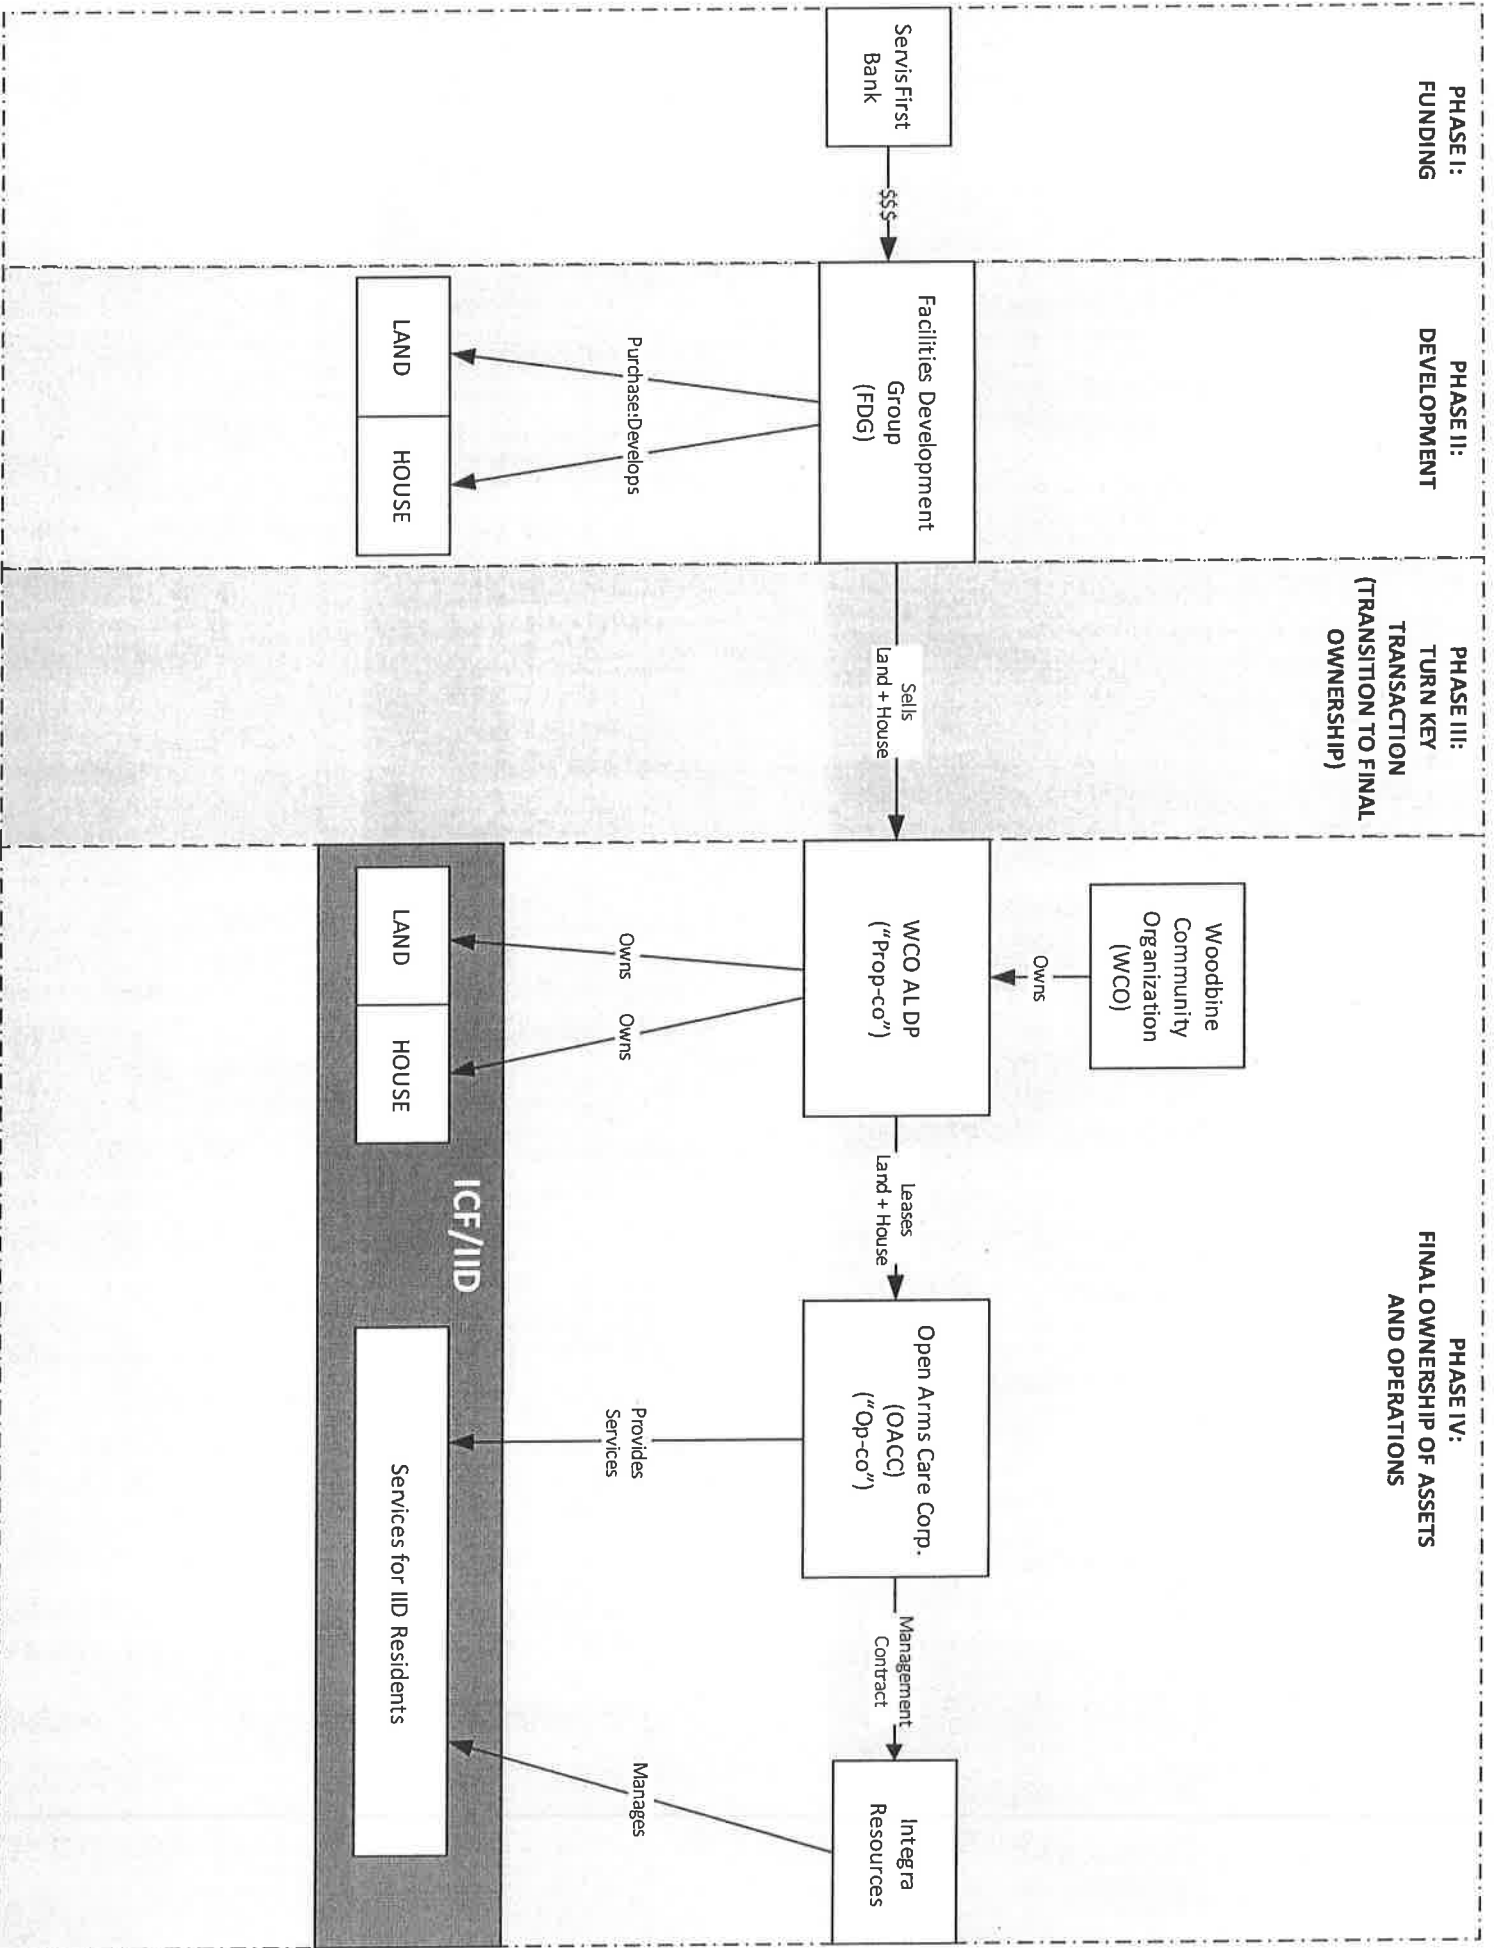 PHASE I:
FUNDING
Servis First
Bank
$$$
PHASE II:
DEVELOPMENT
Facilities Development
Group
(FDG)
Purchase:Develops
LAND
HOUSE
PHASE III:
TURN KEY
TRANSACTION
(TRANSITION TO FINAL
OWNERSHIP)
Sells
Land + House
PHASE IV:
FINAL OWNERSHIP OF ASSETS
AND OPERATIONS
Woodbine
Community
Organization
(WCO)
Owns
WCO ALDP
("Prop-co")
Leases
Land + House
Open Arms Care Corp.
(OACC)
("Op-co")
Management
Contract
Integra
Resources
Owns
Owns
Provides
Services
Manages
ICF/IID
LAND
HOUSE
Services for IID Residents